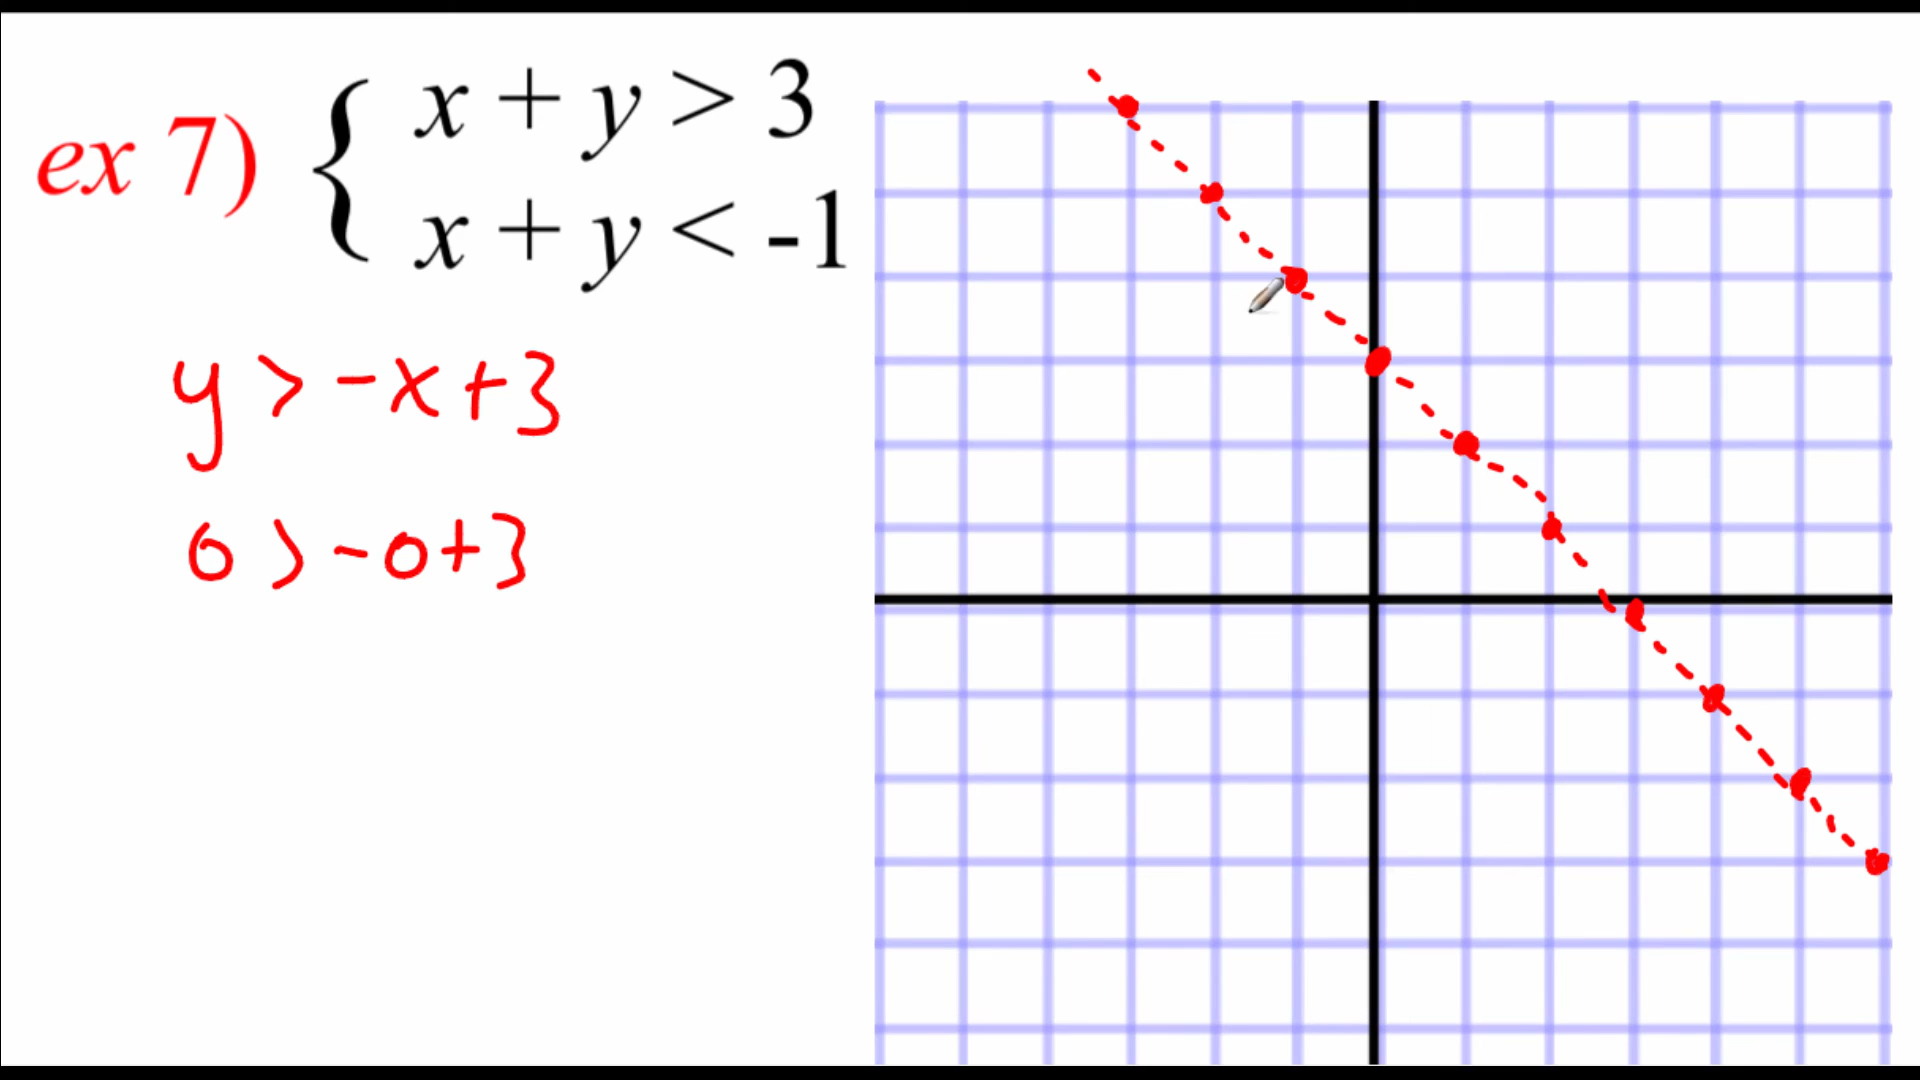 ex 7) { x + y > 3
x + y < -1
y > -x + 3
0 > -0 + 3